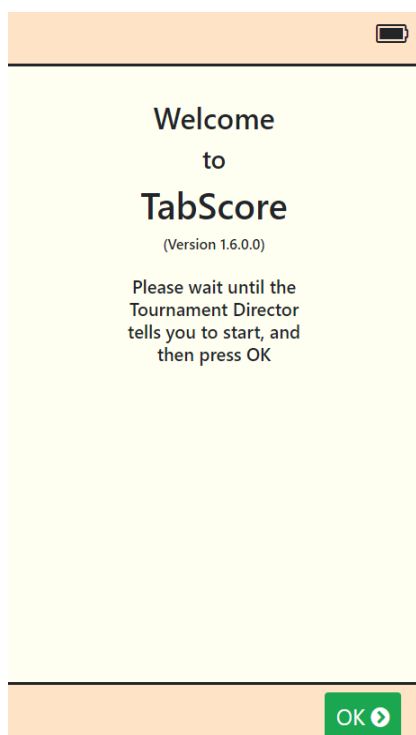 Welcome
to
TabScore
(Version 1.6.0.0)
Please wait until the
Tournament Director
tells you to start, and
then press OK
OK